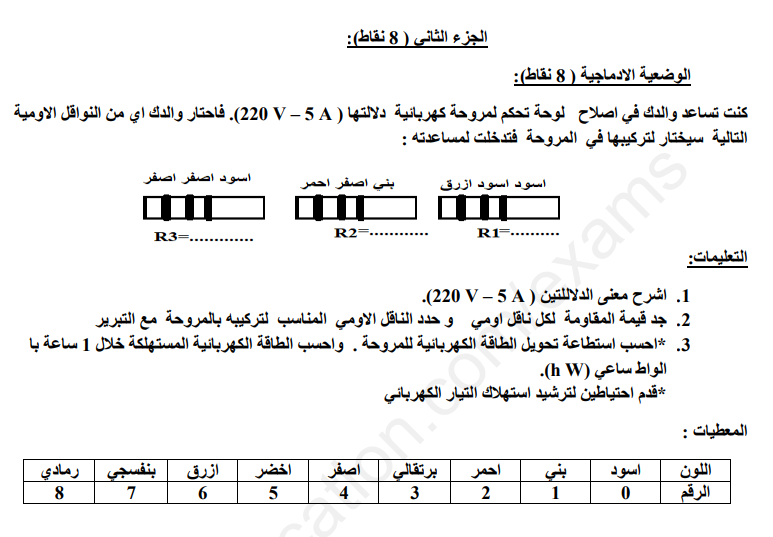 الجزء الثاني ( 8 نقاط):
الوضعية الادماجية ( 8 نقاط):
كنت تساعد والدك في اصلاح لوحة تحكم لمروحة كهربائية دلالتها ( 220 V – 5 A). فاحتار والدك اي من النواقل الاومية
التالية سيختار لتركيبها في المروحة فتدخلت لمساعدته :
اسود اسود ازرق
بني اصفر احمر
اسود اصفر اصفر
R1=..........
R2=............
R3=.............
التعليمات:
1. اشرح معنى الدلاللتين ( 220 V – 5 A).
2. جد قيمة المقاومة لكل ناقل اومي و حدد الناقل الاومي المناسب لتركيبه بالمروحة مع التبرير
3. *احسب استطاعة تحويل الطاقة الكهربائية للمروحة . واحسب الطاقة الكهربائية المستهلكة خلال 1 ساعة با
الواط ساعي (h W).
*قدم احتياطين لترشيد استهلاك التيار الكهربائي
المعطيات :
اللون اسود بني احمر برتقالي اصفر اخضر ازرق بنفسجي رمادي
الرقم 0 1 2 3 4 5 6 7 8